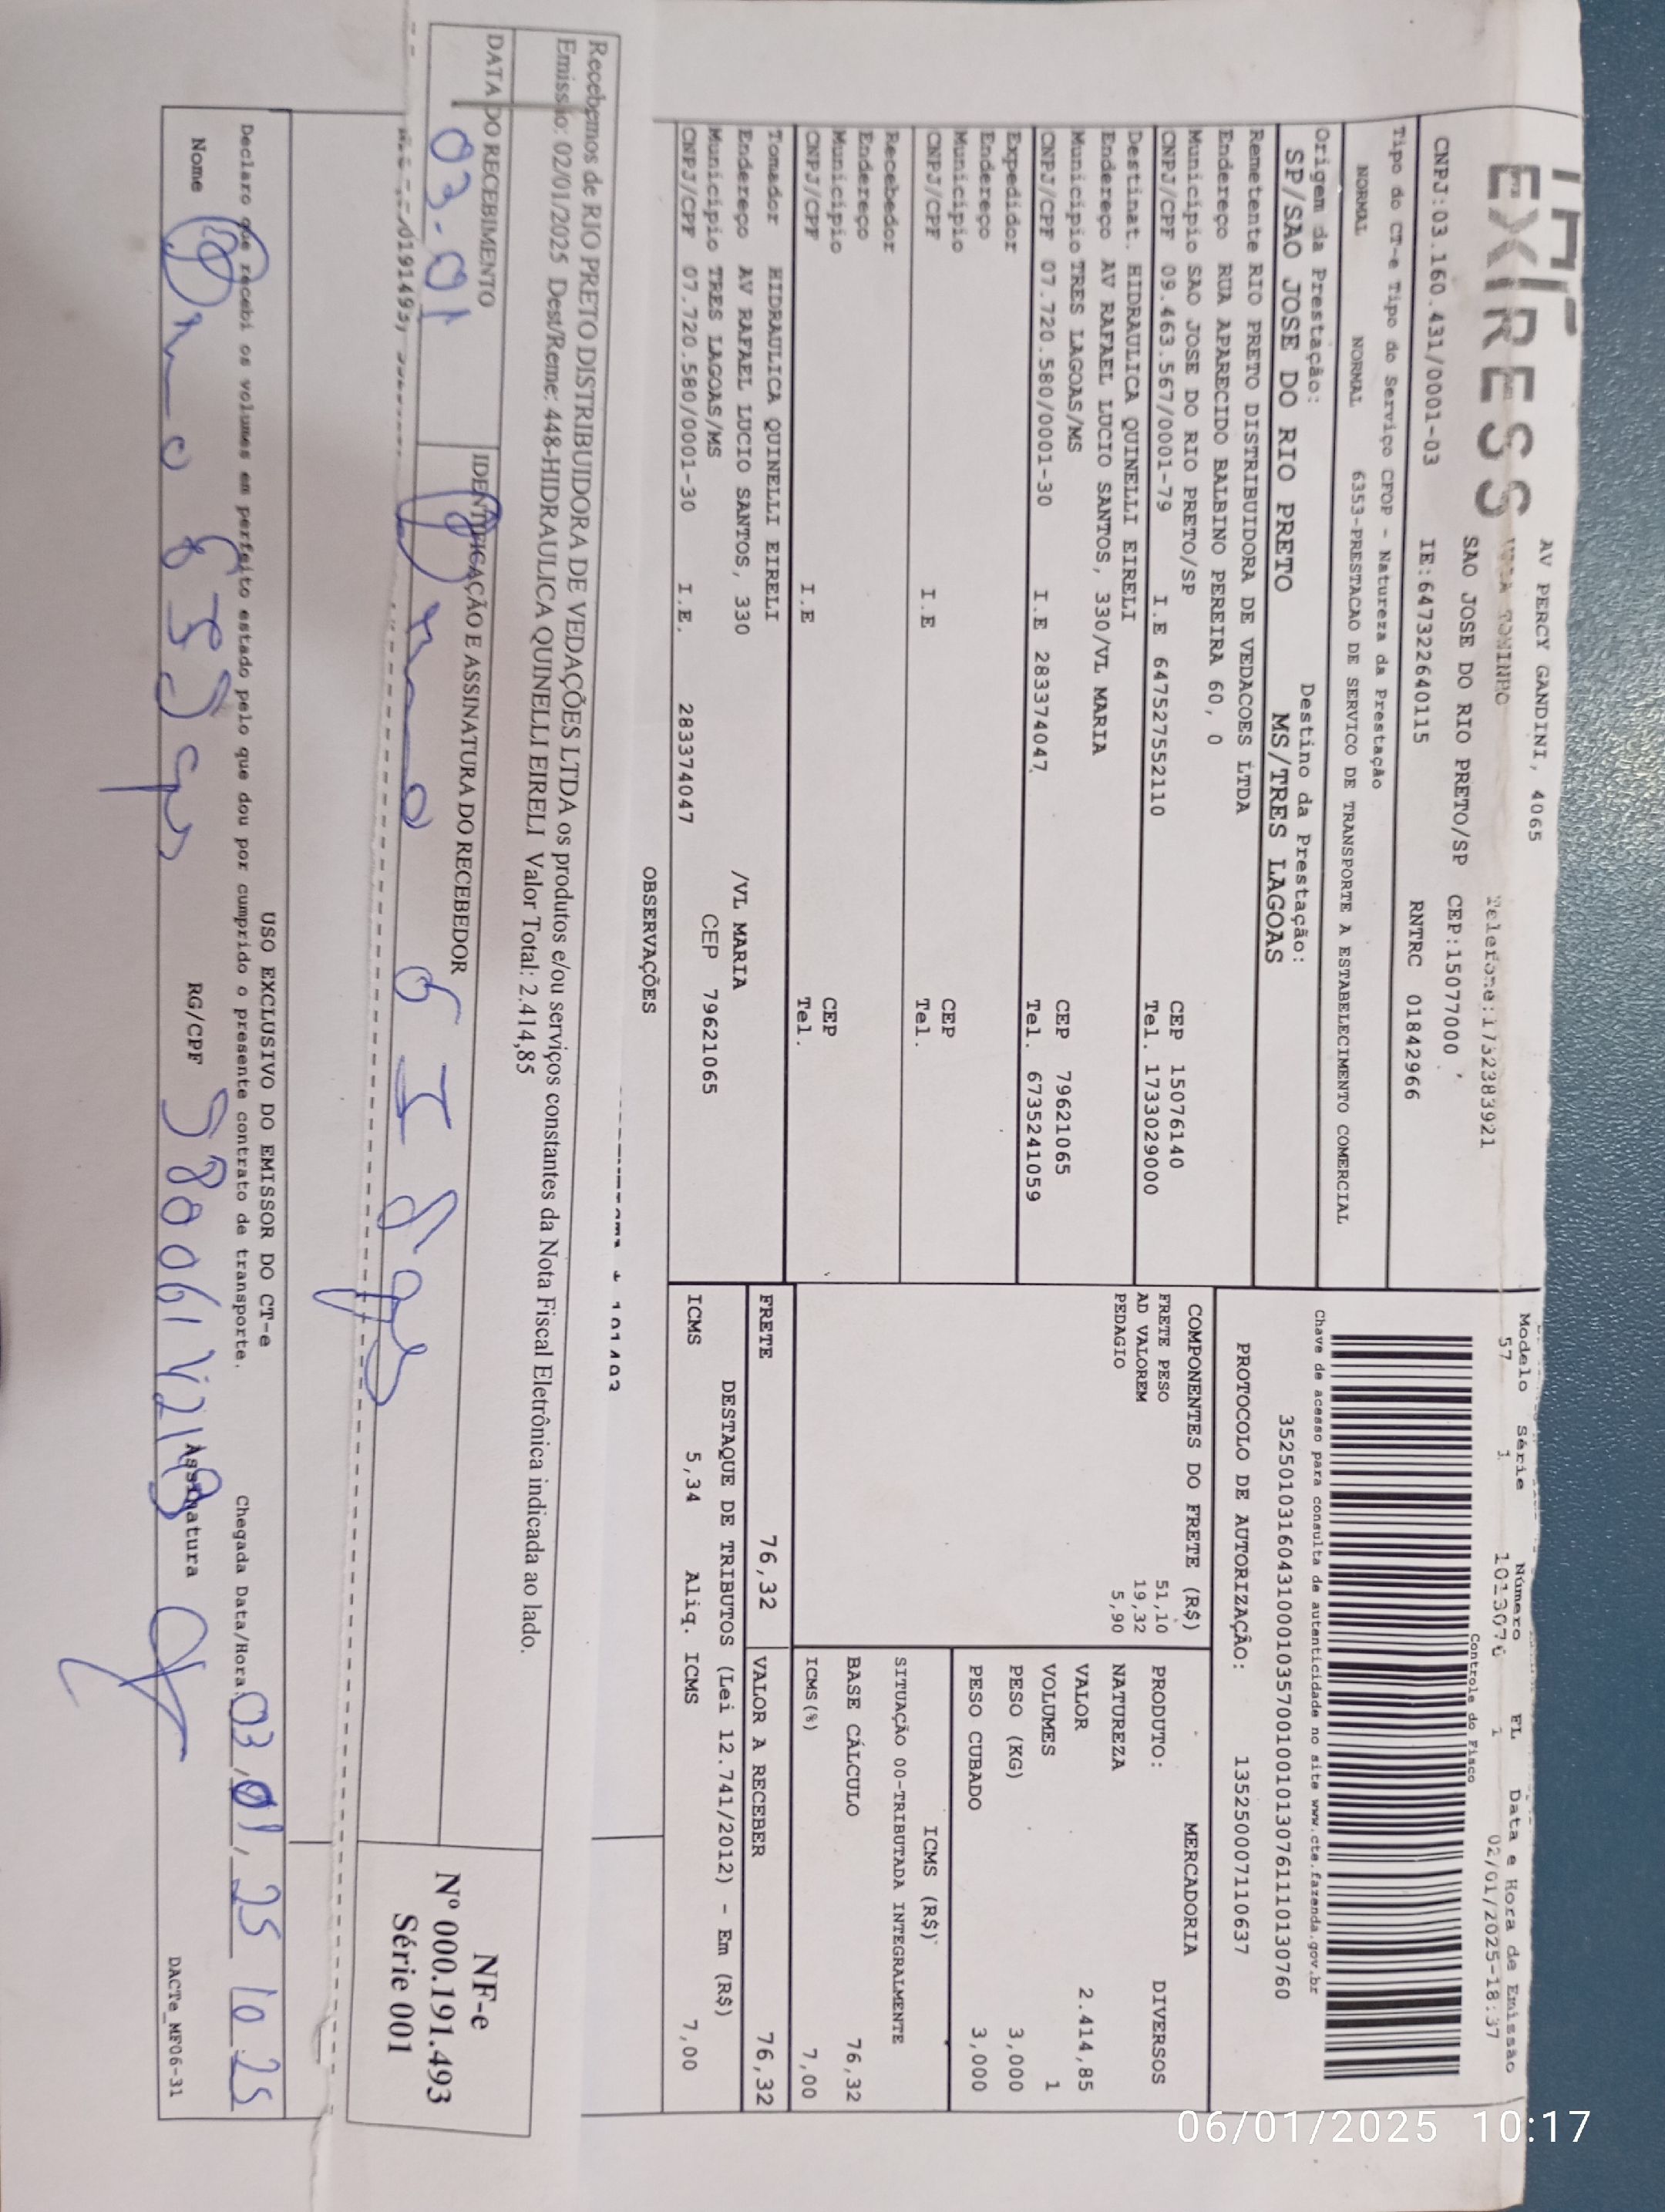 EXPRESS
AV PERCY GANDINI, 4065
SAO JOSE DO RIO PRETO/SP CEP:15077000
Telefone:1732383921
CNPJ:03.160.431/0001-03 IE:647322640115 RNTRC 01842966
Modelo Série Número FL Data e Hora de Emissão
57 1 1013076 1 02/01/2025-18:37
Controle do Fisco
Tipo do CT-e Tipo do Serviço CFOP - Natureza da Prestação
NORMAL NORMAL 6353-PRESTACAO DE SERVICO DE TRANSPORTE A ESTABELECIMENTO COMERCIAL
Chave de acesso para consulta de autenticidade no site www.cte.fazenda.gov.br
35250103160431000103570010010130761110130760
Origem da Prestação: Destino da Prestação:
SP/SAO JOSE DO RIO PRETO MS/TRES LAGOAS
PROTOCOLO DE AUTORIZAÇÃO: 135250007110637
Remetente RIO PRETO DISTRIBUIDORA DE VEDACOES LTDA
Endereço RUA APARECIDO BALBINO PEREIRA 60, 0
Município SAO JOSE DO RIO PRETO/SP CEP 15076140
CNPJ/CPF 09.463.567/0001-79 I.E 647527552110 Tel. 1733029000
Destinat. HIDRAULICA QUINELLI EIRELI
Endereço AV RAFAEL LUCIO SANTOS, 330/VL MARIA
Município TRES LAGOAS/MS CEP 79621065
CNPJ/CPF 07.720.580/0001-30 I.E 283374047 Tel. 6735241059
Expedidor
Endereço
Município CEP
CNPJ/CPF I.E Tel.
Recebedor
Endereço
Município CEP
CNPJ/CPF I.E Tel.
Tomador HIDRAULICA QUINELLI EIRELI
Endereço AV RAFAEL LUCIO SANTOS, 330 /VL MARIA
Município TRES LAGOAS/MS CEP 79621065
CNPJ/CPF 07.720.580/0001-30 I.E. 283374047
COMPONENTES DO FRETE (R$)
FRETE PESO 51,10
AD VALOREM 19,32
PEDAGIO 5,90
MERCADORIA
PRODUTO: DIVERSOS
NATUREZA
VALOR 2.414,85
VOLUMES 1
PESO (KG) 3,000
PESO CUBADO 3,000
ICMS (R$)
SITUAÇÃO 00-TRIBUTADA INTEGRALMENTE
BASE CÁLCULO 76,32
ICMS(%) 7,00
FRETE 76,32 VALOR A RECEBER 76,32
DESTAQUE DE TRIBUTOS (Lei 12.741/2012) - Em (R$)
ICMS 5,34 Aliq. ICMS 7,00
OBSERVAÇÕES
Recebemos de RIO PRETO DISTRIBUIDORA DE VEDAÇÕES LTDA os produtos e/ou serviços constantes da Nota Fiscal Eletrônica indicada ao lado.
Emissão: 02/01/2025 Dest/Reme: 448-HIDRAULICA QUINELLI EIRELI Valor Total: 2.414,85
DATA DO RECEBIMENTO IDENTIFICAÇÃO E ASSINATURA DO RECEBEDOR
03-01
NF-e
Nº 000.191.493
Série 001
USO EXCLUSIVO DO EMISSOR DO CT-e
Declaro que recebi os volumes em perfeito estado pelo que dou por cumprido o presente contrato de transporte. Chegada Data/Hora: 03/01/25 10 25
Nome RG/CPF Assinatura
DACTe_MF06-31
06/01/2025 10:17